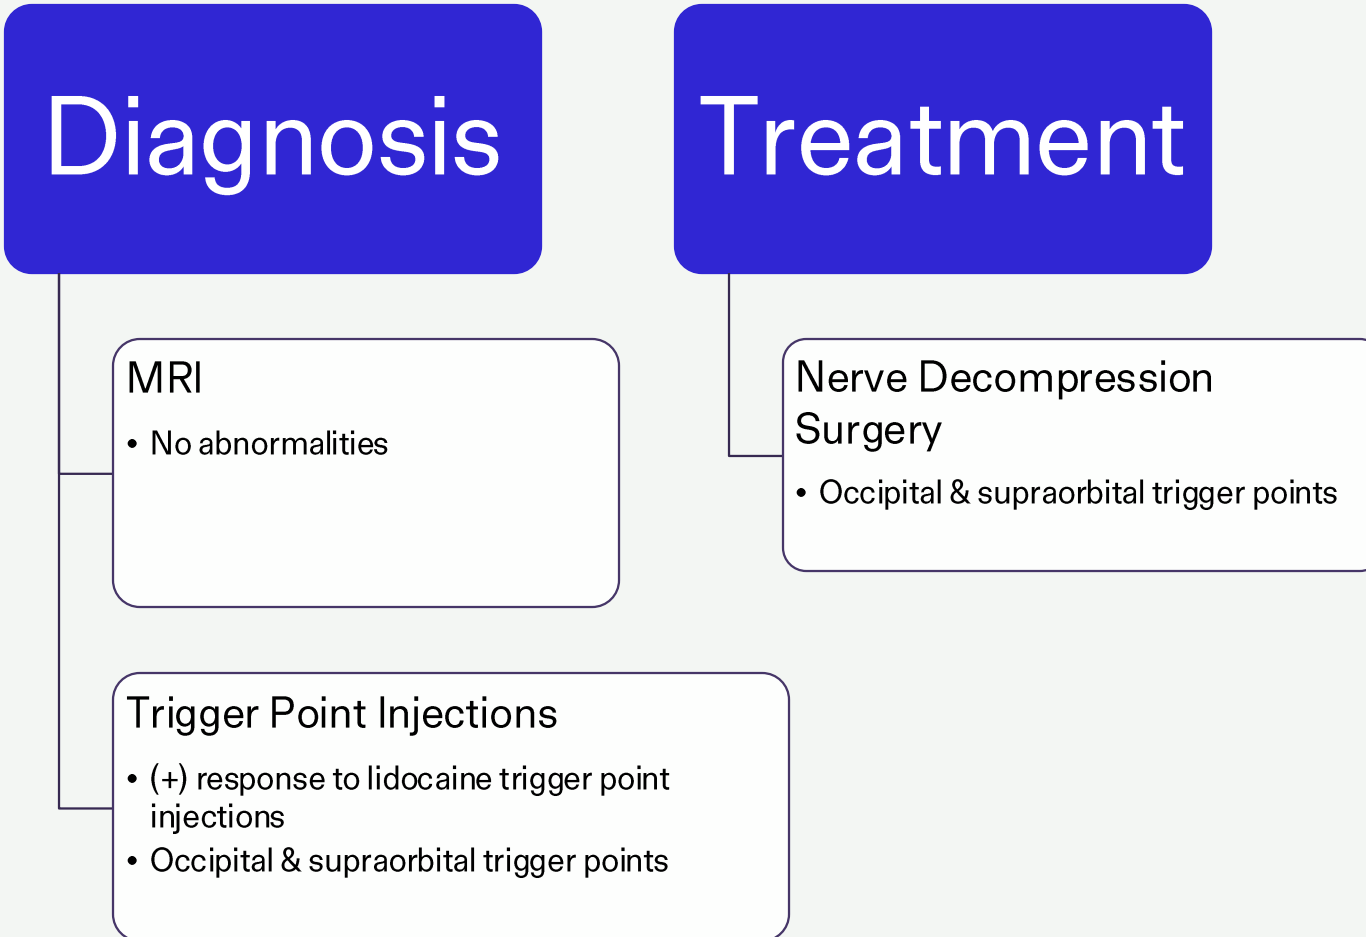 Diagnosis
MRI
• No abnormalities
Trigger Point Injections
• (+) response to lidocaine trigger point
injections
• Occipital & supraorbital trigger points
Treatment
Nerve Decompression
Surgery
• Occipital & supraorbital trigger points